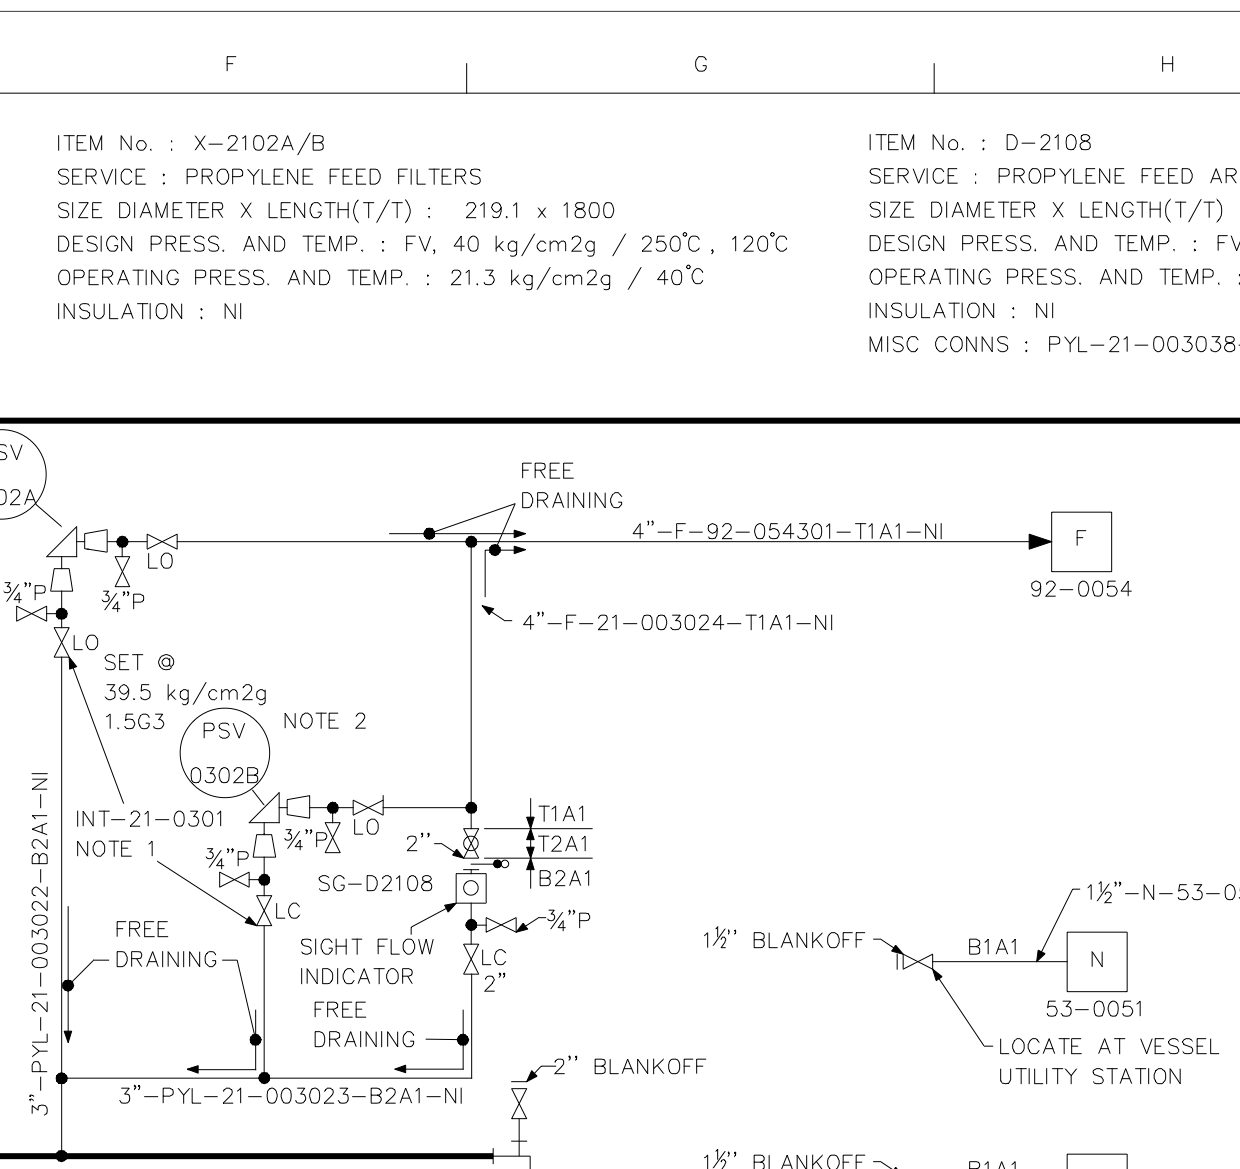 F
G
H
ITEM No. : X-2102A/B
SERVICE : PROPYLENE FEED FILTERS
SIZE DIAMETER X LENGTH(T/T) : 219.1 x 1800
DESIGN PRESS. AND TEMP. : FV, 40 kg/cm2g / 250°C , 120°C
OPERATING PRESS. AND TEMP. : 21.3 kg/cm2g / 40°C
INSULATION : NI
ITEM No. : D-2108
SERVICE : PROPYLENE FEED AR
SIZE DIAMETER X LENGTH(T/T)
DESIGN PRESS. AND TEMP. : FV
OPERATING PRESS. AND TEMP. :
INSULATION : NI
MISC CONNS : PYL-21-003038-
SV
02A
FREE
DRAINING
4"-F-92-054301-T1A1-NI
F
92-0054
LO
3/4"P
3/4"P
4"-F-21-003024-T1A1-NI
LO
SET @
39.5 kg/cm2g
1.5G3
PSV
0302B
NOTE 2
INT-21-0301
NOTE 1
3/4"P
LO
3/4"P
2''
T1A1
T2A1
B2A1
SG-D2108
LC
3/4"P
SIGHT FLOW
INDICATOR
LC
2"
FREE
DRAINING
FREE
DRAINING
3"-PYL-21-003022-B2A1-NI
3"-PYL-21-003023-B2A1-NI
2'' BLANKOFF
1½"-N-53-05
1½'' BLANKOFF
B1A1
N
53-0051
LOCATE AT VESSEL
UTILITY STATION
1½'' BLANKOFF
B1A1